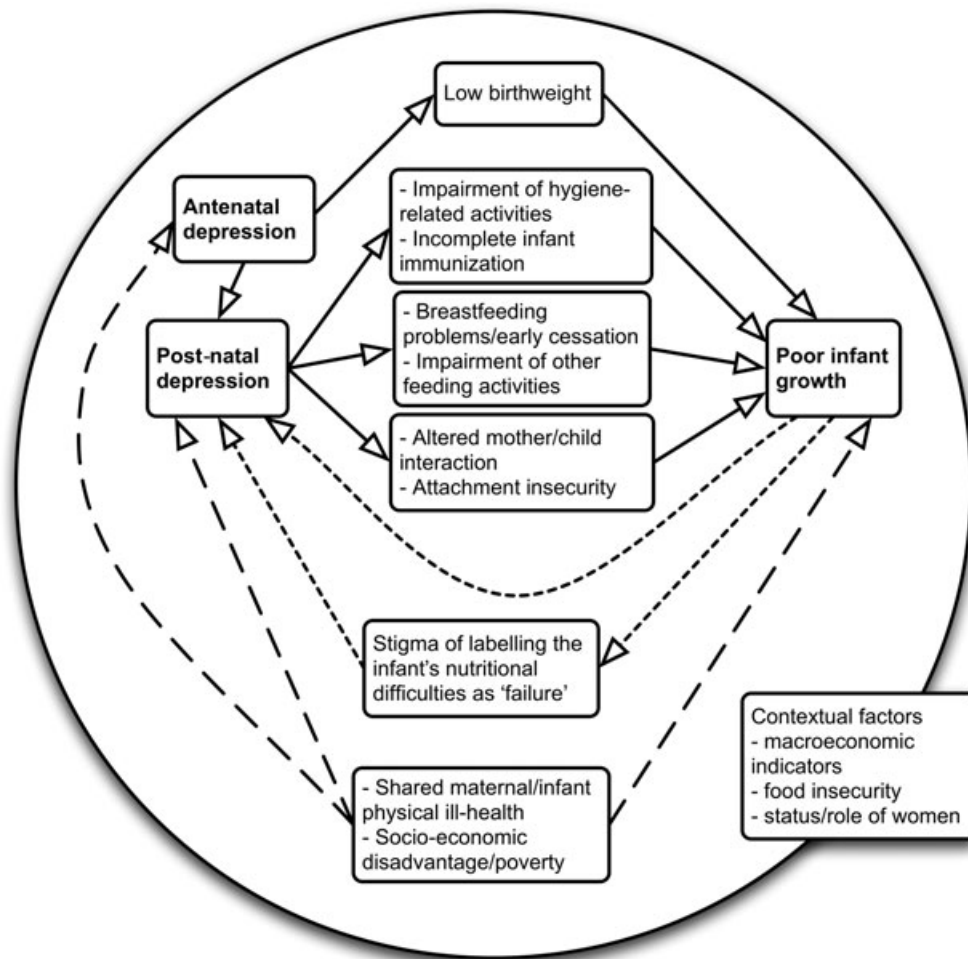 Low birthweight
Antenatal
depression
- Impairment of hygiene-
related activities
- Incomplete infant
immunization
Post-natal
depression
- Breastfeeding
problems/early cessation
- Impairment of other
feeding activities
Poor infant
growth
- Altered mother/child
interaction
- Attachment insecurity
Stigma of labelling the
infant's nutritional
difficulties as ‘failure’
Contextual factors
- macroeconomic
indicators
- food insecurity
- status/role of women
- Shared maternal/infant
physical ill-health
- Socio-economic
disadvantage/poverty